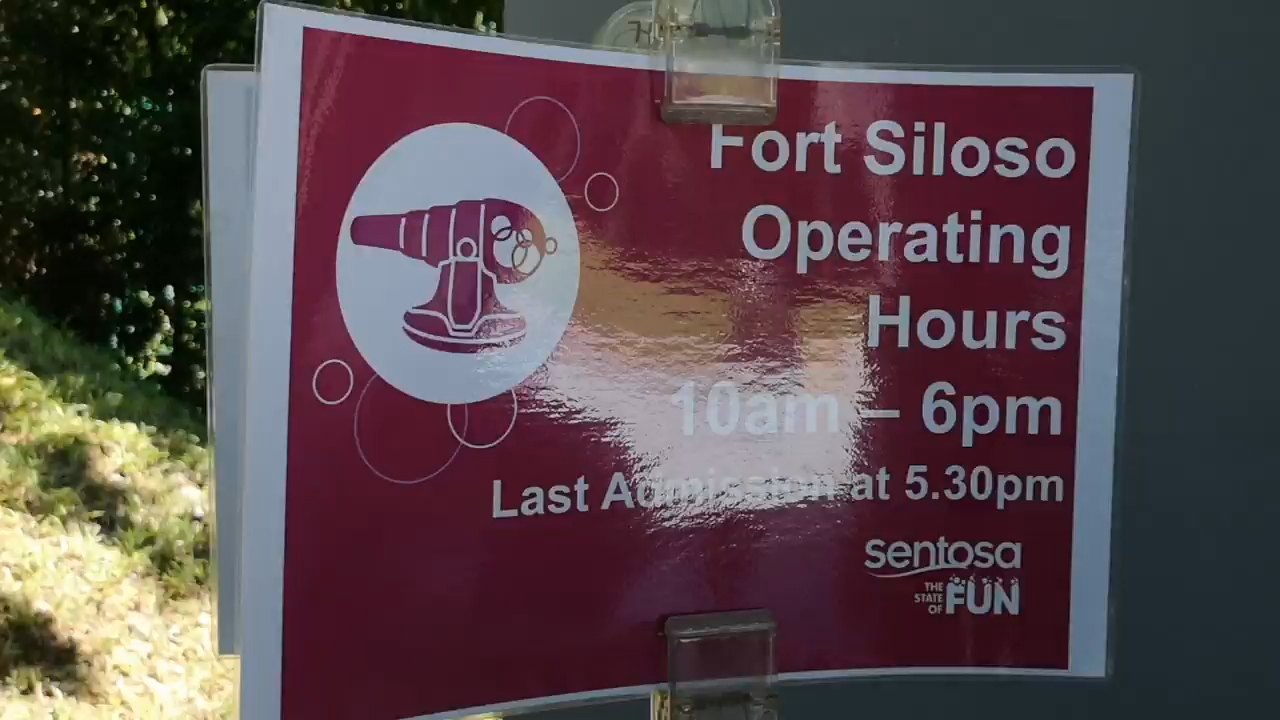 Fort Siloso
Operating
Hours
10am – 6pm
Last Admission at 5.30pm
sentosa
THE
STATE
OF
FUN